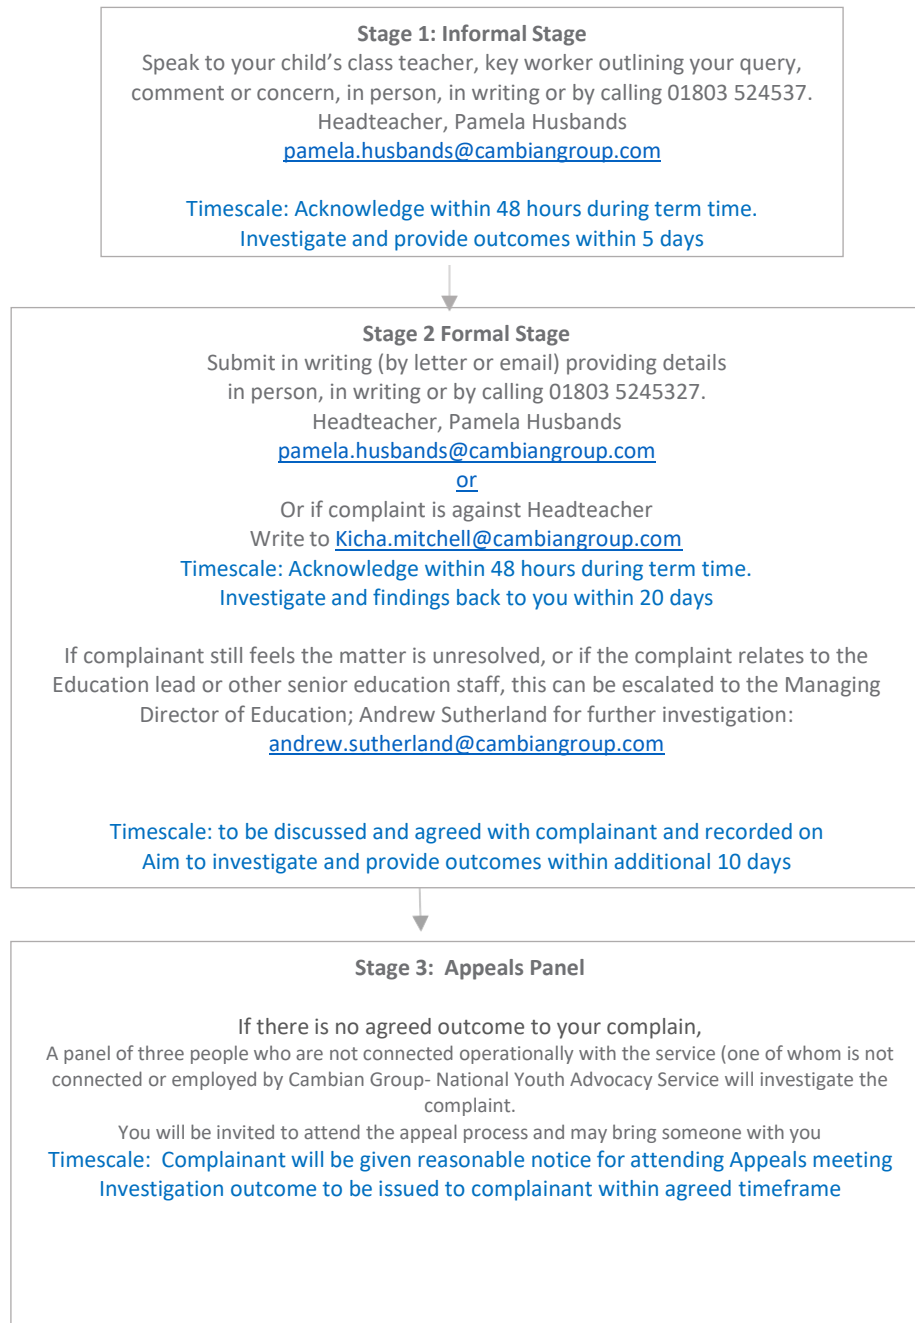 Stage 1: Informal Stage
Speak to your child’s class teacher, key worker outlining your query,
comment or concern, in person, in writing or by calling 01803 524537.
Headteacher, Pamela Husbands
pamela.husbands@cambiangroup.com
Timescale: Acknowledge within 48 hours during term time.
Investigate and provide outcomes within 5 days
Stage 2 Formal Stage
Submit in writing (by letter or email) providing details
in person, in writing or by calling 01803 5245327.
Headteacher, Pamela Husbands
pamela.husbands@cambiangroup.com
or
Or if complaint is against Headteacher
Write to Kicha.mitchell@cambiangroup.com
Timescale: Acknowledge within 48 hours during term time.
Investigate and findings back to you within 20 days
If complainant still feels the matter is unresolved, or if the complaint relates to the
Education lead or other senior education staff, this can be escalated to the Managing
Director of Education; Andrew Sutherland for further investigation:
andrew.sutherland@cambiangroup.com
Timescale: to be discussed and agreed with complainant and recorded on
Aim to investigate and provide outcomes within additional 10 days
Stage 3:  Appeals Panel
If there is no agreed outcome to your complain,
A panel of three people who are not connected operationally with the service (one of whom is not
connected or employed by Cambian Group- National Youth Advocacy Service will investigate the
complaint.
You will be invited to attend the appeal process and may bring someone with you
Timescale:  Complainant will be given reasonable notice for attending Appeals meeting
Investigation outcome to be issued to complainant within agreed timeframe